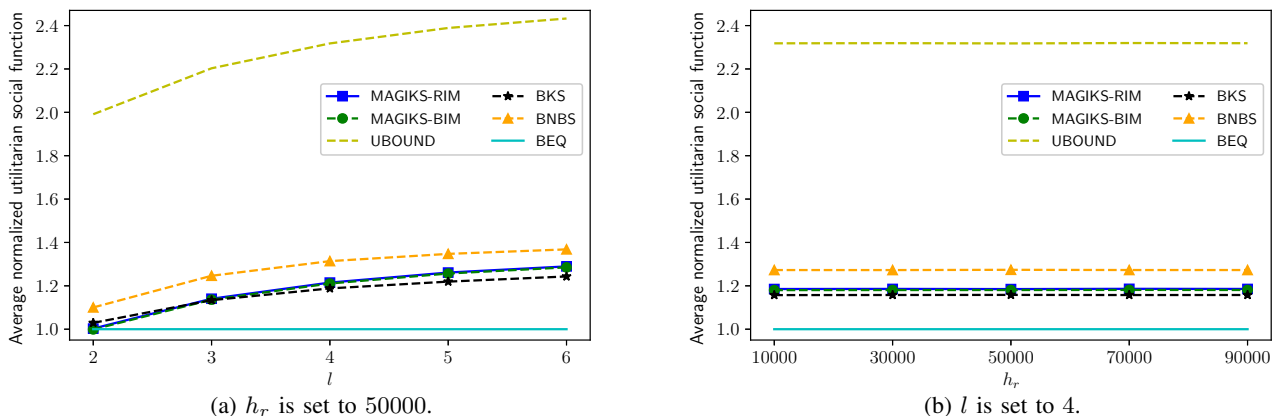 Average normalized utilitarian social function
2.4
2.2
2.0
1.8
1.6
1.4
1.2
1.0
MAGIKS-RIM
MAGIKS-BIM
UBOUND
BKS
BNBS
BEQ
2 3 4 5 6
l
(a) h_r is set to 50000.
Average normalized utilitarian social function
2.4
2.2
2.0
1.8
1.6
1.4
1.2
1.0
MAGIKS-RIM
MAGIKS-BIM
UBOUND
BKS
BNBS
BEQ
10000 30000 50000 70000 90000
h_r
(b) l is set to 4.